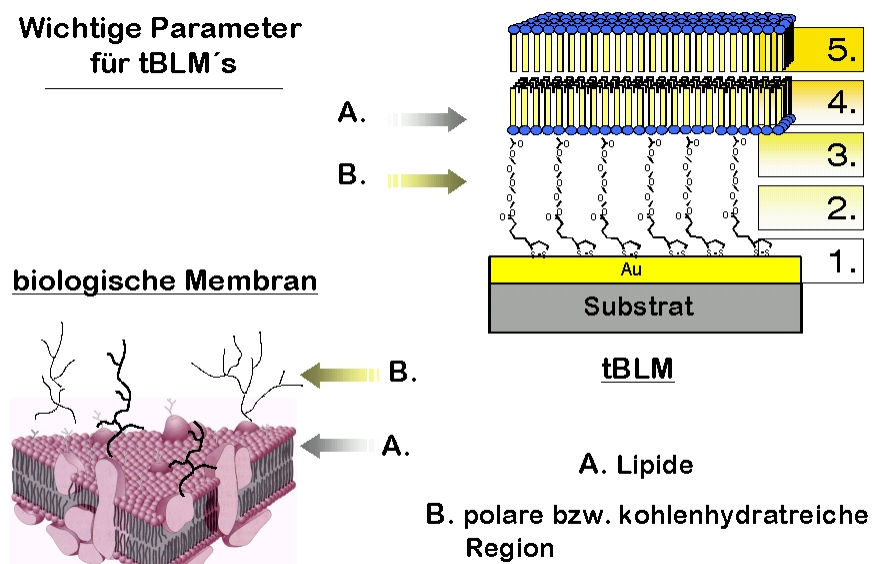 Wichtige Parameter
für tBLM´s
A.
B.
5.
4.
3.
2.
1.
Au
Substrat
tBLM
biologische Membran
B.
A.
A. Lipide
B. polare bzw. kohlenhydratreiche
Region